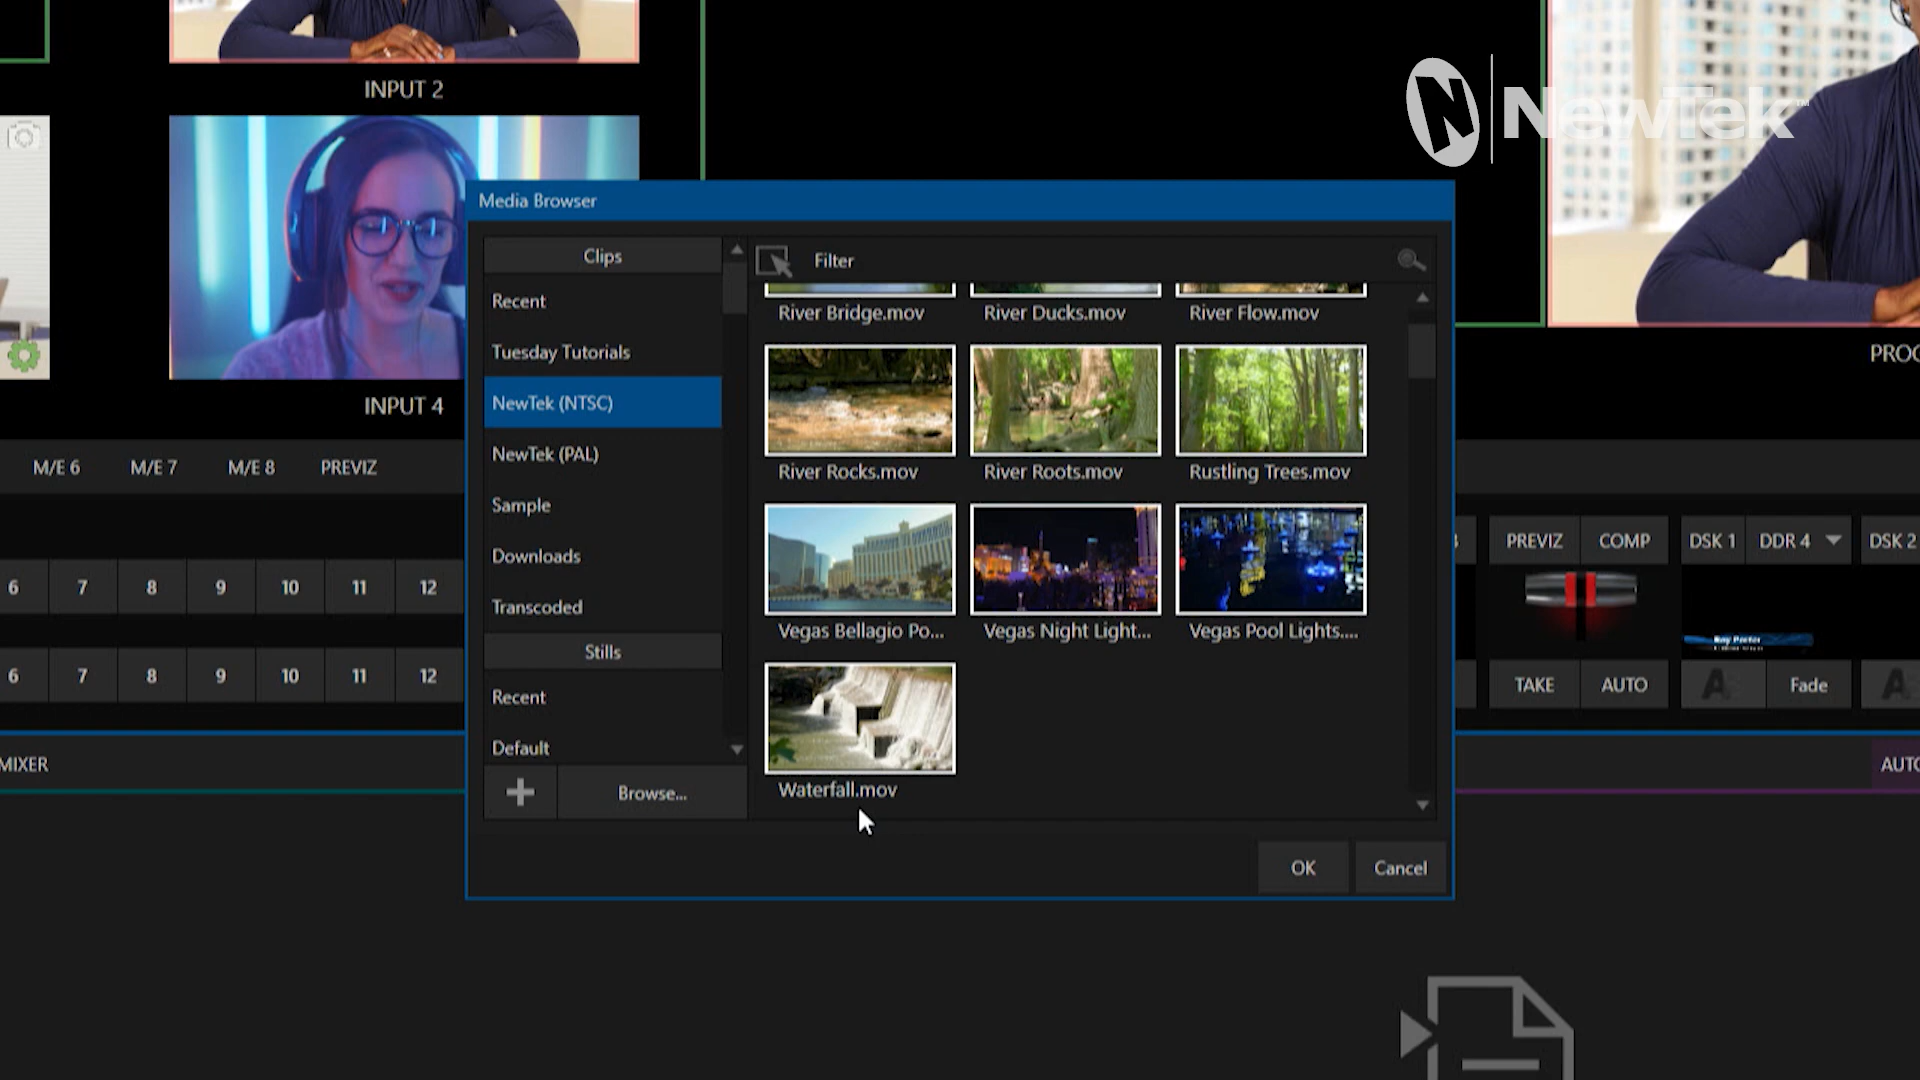 INPUT 2
NewTek™
Media Browser
Clips
Filter
Recent
River Bridge.mov
River Ducks.mov
River Flow.mov
Tuesday Tutorials
PROG
NewTek (NTSC)
INPUT 4
NewTek (PAL)
M/E 6
M/E 7
M/E 8
PREVIZ
River Rocks.mov
River Roots.mov
Rustling Trees.mov
Sample
PREVIZ
COMP
DSK 1
DDR 4
DSK 2
Downloads
6
7
8
9
10
11
12
Transcoded
Vegas Bellagio Po...
Vegas Night Light...
Vegas Pool Lights....
Stills
6
7
8
9
10
11
12
Recent
TAKE
AUTO
Fade
Default
MIXER
AUTO
Browse...
Waterfall.mov
OK
Cancel